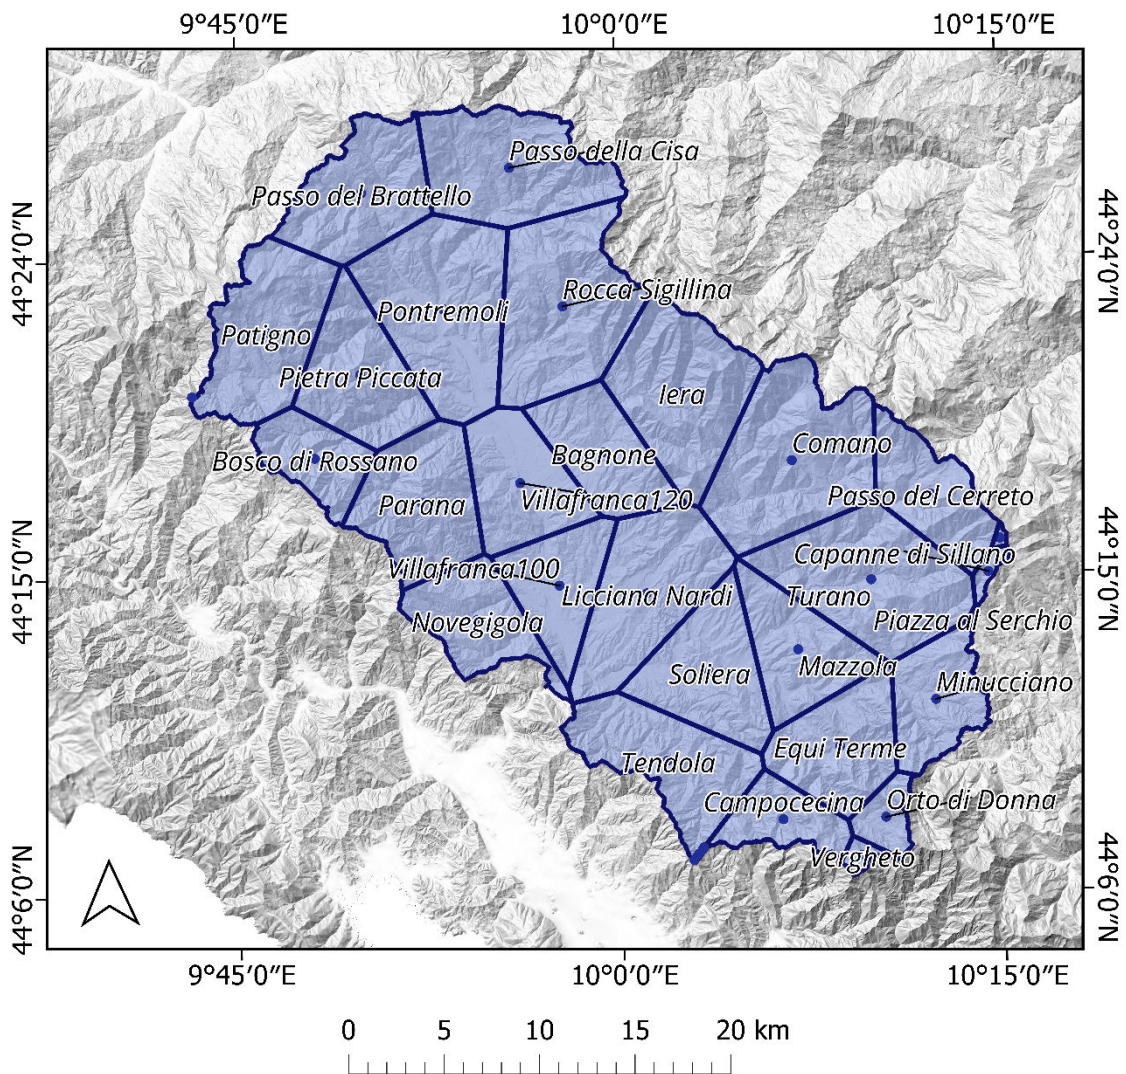 9°45′0″E 10°0′0″E 10°15′0″E
Passo della Cisa
Passo del Brattello
44°24′0″N
44°24′0″N
Rocca Sigillina
Pontremoli
Patigno
Pietra Piccata
Iera
Comano
Bagnone
Bosco di Rossano
Passo del Cerreto
Villafranca120
Parana
Capanne di Sillano
Villafranca100
44°15′0″N
44°15′0″N
Licciana Nardi
Turano
Novegigola
Piazza al Serchio
Mazzola
Soliera
Minucciano
Equi Terme
Tendola
Campocecina
Orto di Donna
Vergheto
44°6′0″N
44°6′0″N
9°45′0″E 10°0′0″E 10°15′0″E
0 5 10 15 20 km